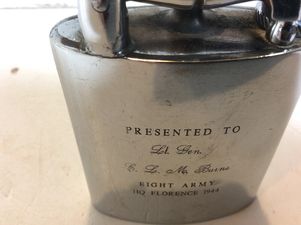 PRESENTED TO
Lt. Gen.
E. L. M. Burns
EIGHT ARMY
HQ FLORENCE 1944